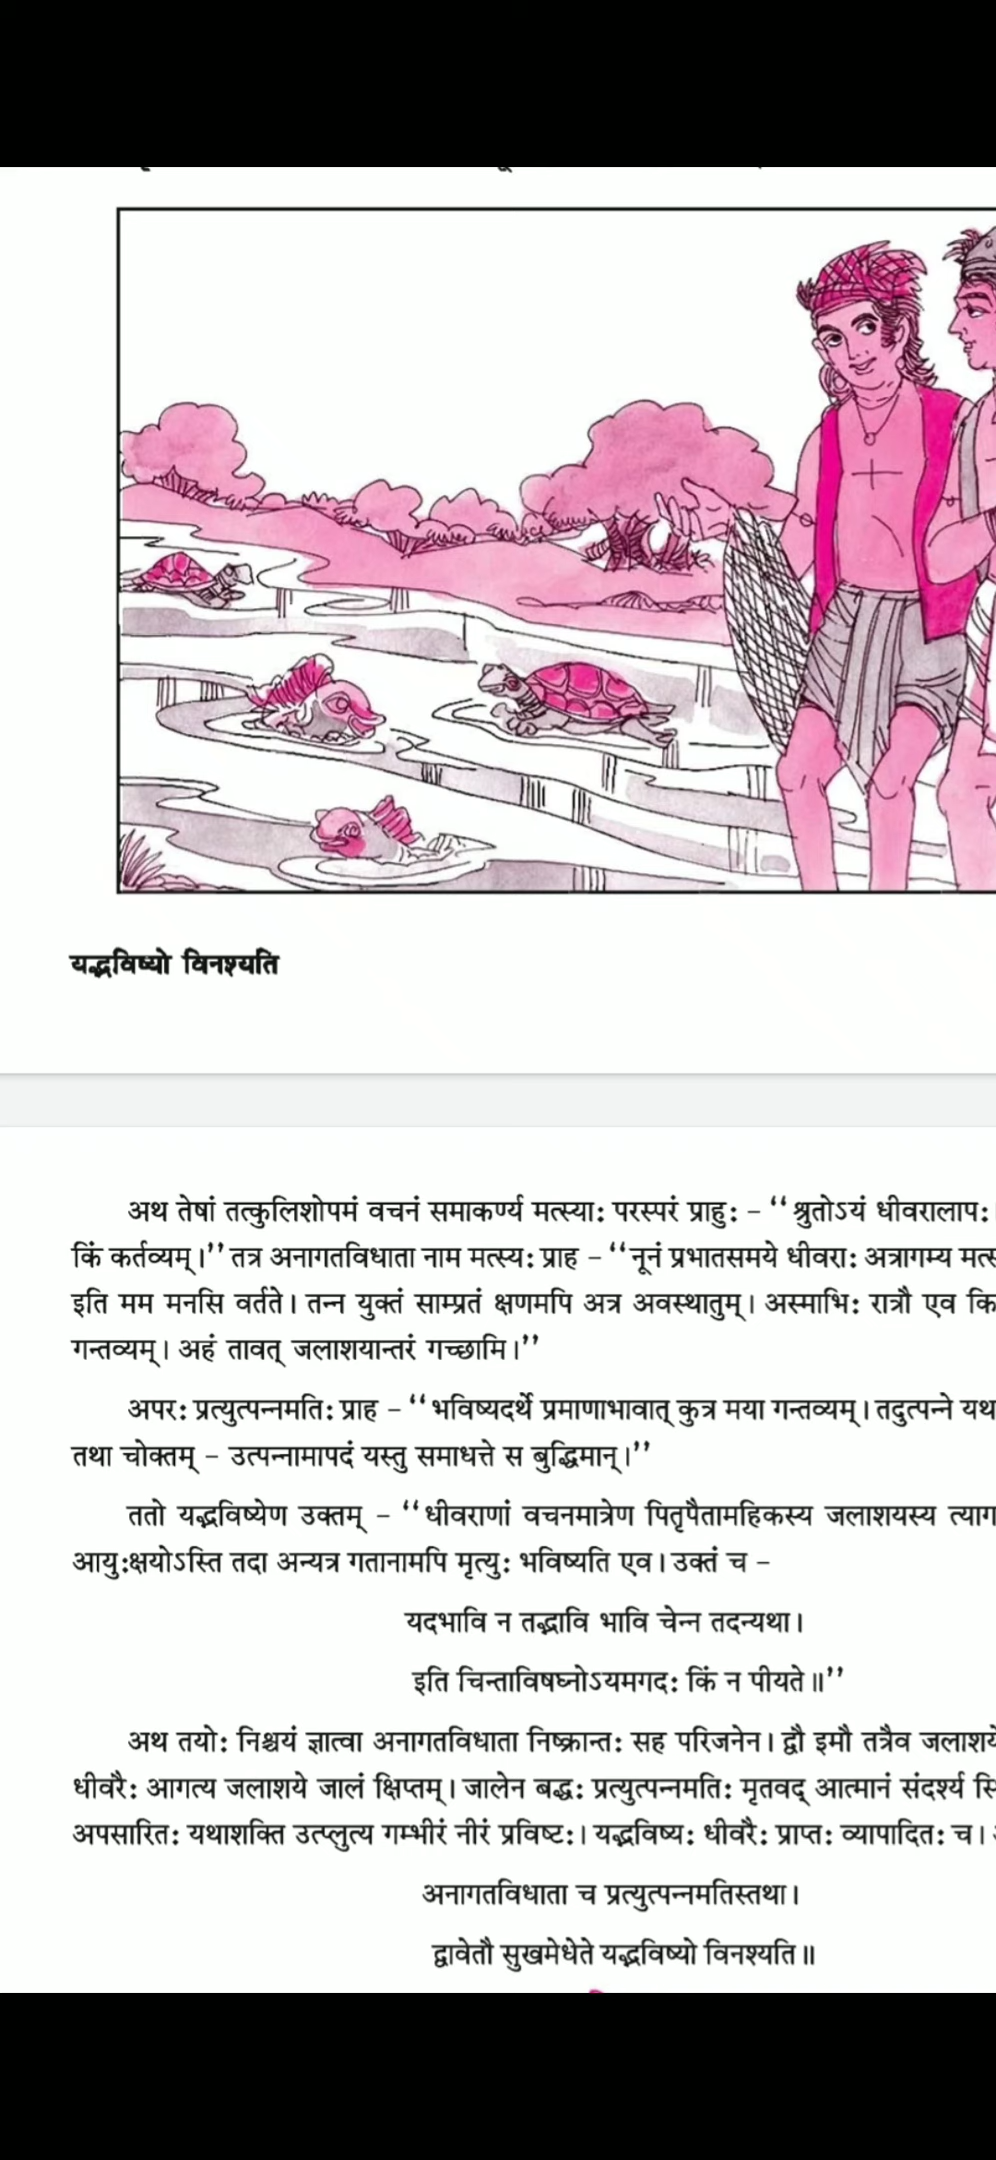 यद्भविष्यो विनश्यति
अथ तेषां तत्कुलिशोपमं वचनं समाकर्ण्य मत्स्याः परस्परं प्राहुः – “श्रुतोऽयं धीवरालापः।
किं कर्तव्यम्।” तत्र अनागतविधाता नाम मत्स्यः प्राह – “नूनं प्रभातसमये धीवराः अत्रागम्य
इति मम मनसि वर्तते। तन्न युक्तं साम्प्रतं क्षणमपि अत्र अवस्थातुम्। अस्माभिः रात्रौ एव
गन्तव्यम्। अहं तावत् जलाशयान्तरं गच्छामि।”
अपरः प्रत्युत्पन्नमतिः प्राह – “भविष्यदर्थे प्रमाणाभावात् कुत्र मया गन्तव्यम्। तदुत्पन्ने
तथा चोक्तम् – उत्पन्नामापदं यस्तु समाधत्ते स बुद्धिमान्।”
ततो यद्भविष्येण उक्तम् – “धीवराणां वचनमात्रेण पितृपैतामहिकस्य जलाशयस्य
आयुःक्षयोऽस्ति तदा अन्यत्र गतानामपि मृत्युः भविष्यति एव। उक्तं च –
यदभावि न तद्भावि भावि चेन्न तदन्यथा।
इति चिन्ताविषघ्नोऽयमगदः किं न पीयते॥”
अथ तयोः निश्चयं ज्ञात्वा अनागतविधाता निष्क्रान्तः सह परिजनेन। द्वौ इमौ तत्रैव जलाशये
धीवरैः आगत्य जलाशये जालं क्षिप्तम्। जालेन बद्धः प्रत्युत्पन्नमतिः मृतवद् आत्मानं संदर्श्य
अपसारितः यथाशक्ति उत्प्लुत्य गम्भीरं नीरं प्रविष्टः। यद्भविष्यः धीवरैः प्राप्तः व्यापादितः च।
अनागतविधाता च प्रत्युत्पन्नमतिस्तथा।
द्वावेतौ सुखमेधेते यद्भविष्यो विनश्यति॥